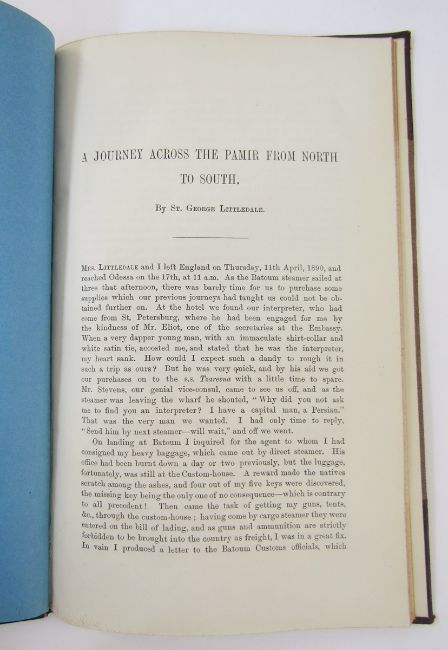 A JOURNEY ACROSS THE PAMIR FROM NORTH
TO SOUTH.
By St. George Littledale.
Mrs. Littledale and I left England on Thursday, 11th April, 1890, and
reached Odessa on the 17th, at 11 a.m. As the Batoum steamer sailed at
three that afternoon, there was barely time for us to purchase some
supplies which our previous journeys had taught us could not be ob-
tained further on. At the hotel we found our interpreter, who had
come from St. Petersburg, where he had been engaged for me by
the kindness of Mr. Eliot, one of the secretaries at the Embassy.
When a very dapper young man, with an immaculate shirt-collar and
white satin tie, accosted me, and stated that he was the interpreter,
my heart sank. How could I expect such a dandy to rough it in
such a trip as ours? But he was very quick, and by his aid we got
our purchases on to the s.s. Tsarevna with a little time to spare.
Mr. Stevens, our genial vice-consul, came to see us off, and as the
steamer was leaving the wharf he shouted, "Why did you not ask
me to find you an interpreter? I have a capital man, a Persian."
That was the very man we wanted. I had only time to reply,
"Send him by next steamer—will wait," and off we went.
On landing at Batoum I inquired for the agent to whom I had
consigned my heavy baggage, which came out by direct steamer. His
office had been burnt down a day or two previously, but the luggage,
fortunately, was still at the Custom-house. A reward made the natives
scratch among the ashes, and four out of my five keys were discovered,
the missing key being the only one of no consequence—which is contrary
to all precedent! Then came the task of getting my guns, tents,
&c., through the custom-house; having come by cargo steamer they were
entered on the bill of lading, and as guns and ammunition are strictly
forbidden to be brought into the country as freight, I was in a great fix.
In vain I produced a letter to the Batoum Customs officials, which